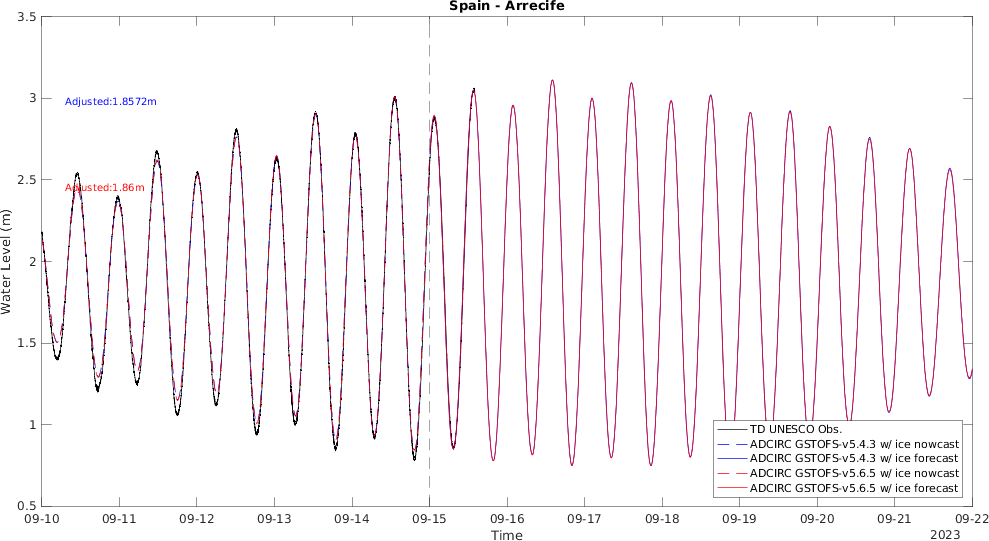 Spain - Arrecife
3.5
3
2.5
2
1.5
1
0.5
Water Level (m)
Adjusted:1.8572m
Adjusted:1.86m
TD UNESCO Obs.
ADCIRC GSTOFS-v5.4.3 w/ ice nowcast
ADCIRC GSTOFS-v5.4.3 w/ ice forecast
ADCIRC GSTOFS-v5.6.5 w/ ice nowcast
ADCIRC GSTOFS-v5.6.5 w/ ice forecast
09-10 09-11 09-12 09-13 09-14 09-15 09-16 09-17 09-18 09-19 09-20 09-21 09-22
Time
2023